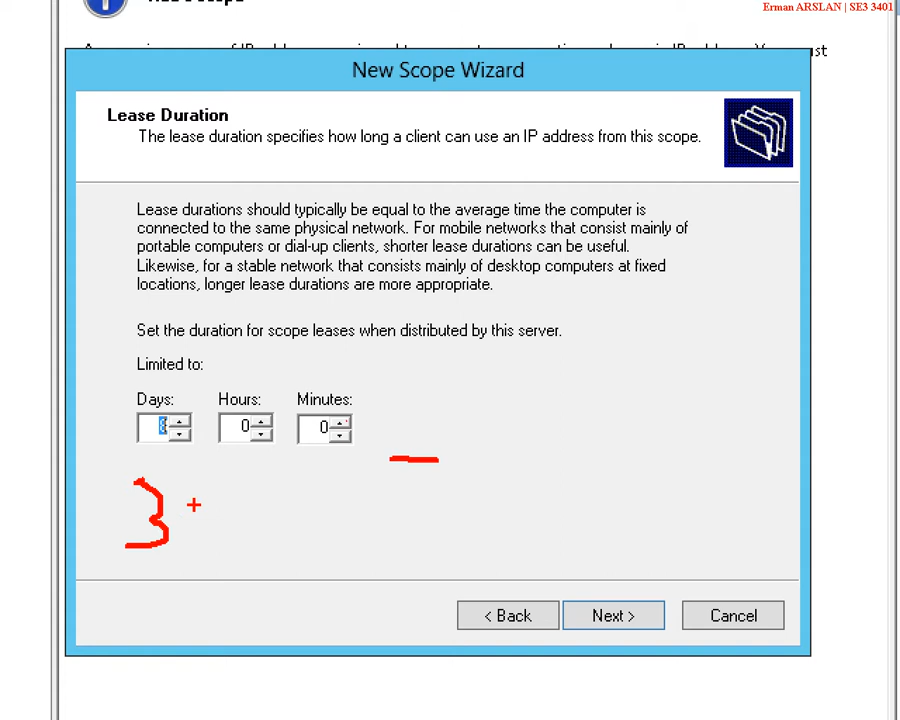 Erman ARSLAN | SE3 3401
New Scope Wizard
Lease Duration
The lease duration specifies how long a client can use an IP address from this scope.
Lease durations should typically be equal to the average time the computer is
connected to the same physical network. For mobile networks that consist mainly of
portable computers or dial-up clients, shorter lease durations can be useful.
Likewise, for a stable network that consists mainly of desktop computers at fixed
locations, longer lease durations are more appropriate.
Set the duration for scope leases when distributed by this server.
Limited to:
Days: Hours: Minutes:
8 0 0
3
< Back Next > Cancel